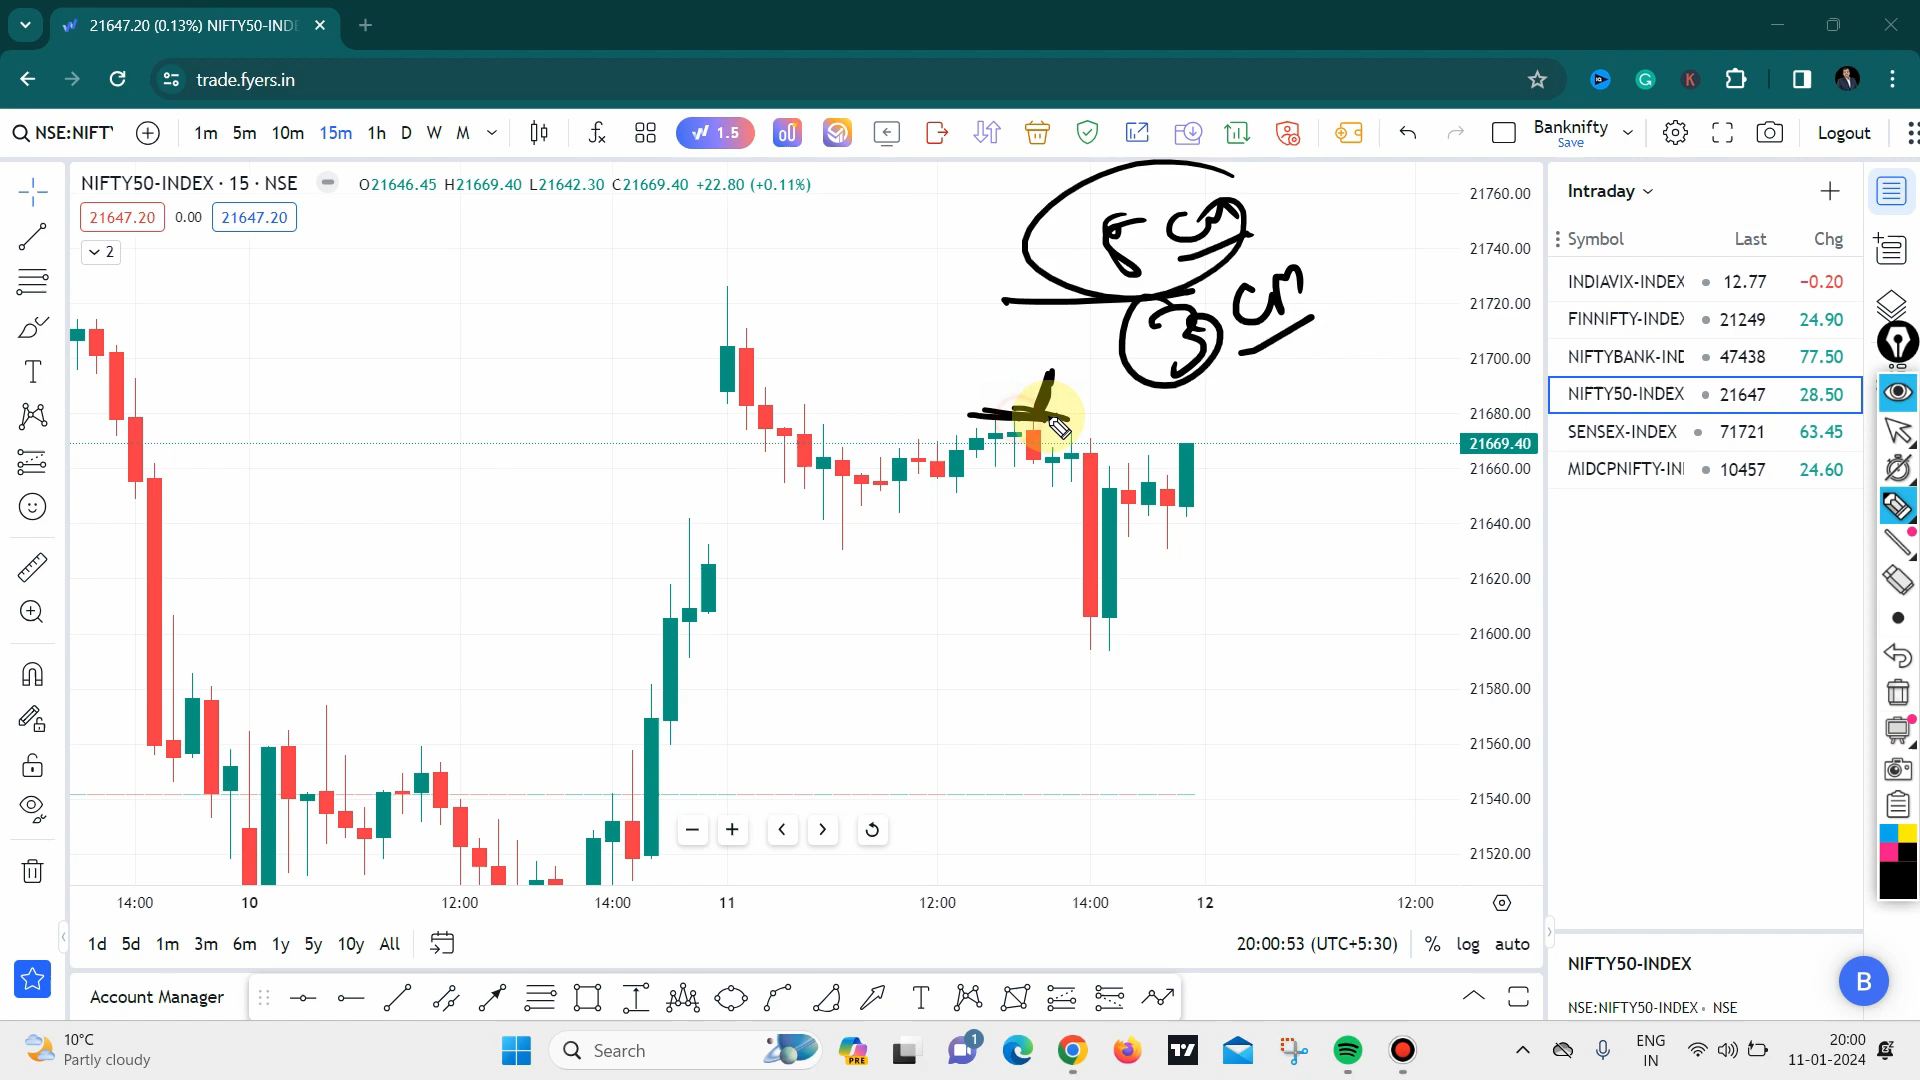 21647.20 (0.13%) NIFTY50-INDE
trade.fyers.in
NSE:NIFT
1m 5m 10m 15m 1h D W M
1.5
Banknifty
Save
Logout
NIFTY50-INDEX · 15 · NSE
O21646.45 H21669.40 L21642.30 C21669.40 +22.80 (+0.11%)
21647.20 0.00 21647.20
2
cm
3 cm
21760.00
21740.00
21720.00
21700.00
21680.00
21669.40
21660.00
21640.00
21620.00
21600.00
21580.00
21560.00
21540.00
21520.00
14:00 10 12:00 14:00 11 12:00 14:00 12 12:00
1d 5d 1m 3m 6m 1y 5y 10y All
20:00:53 (UTC+5:30) % log auto
Account Manager
Intraday
Symbol Last Chg
INDIAVIX-INDEX 12.77 −0.20
FINNIFTY-INDEX 21249 24.90
NIFTYBANK-INE 47438 77.50
NIFTY50-INDEX 21647 28.50
SENSEX-INDEX 71721 63.45
MIDCPNIFTY-INI 10457 24.60
NIFTY50-INDEX
NSE:NIFTY50-INDEX · NSE
B
10°C
Partly cloudy
Search
PRE
1
ENG
IN
20:00
11-01-2024